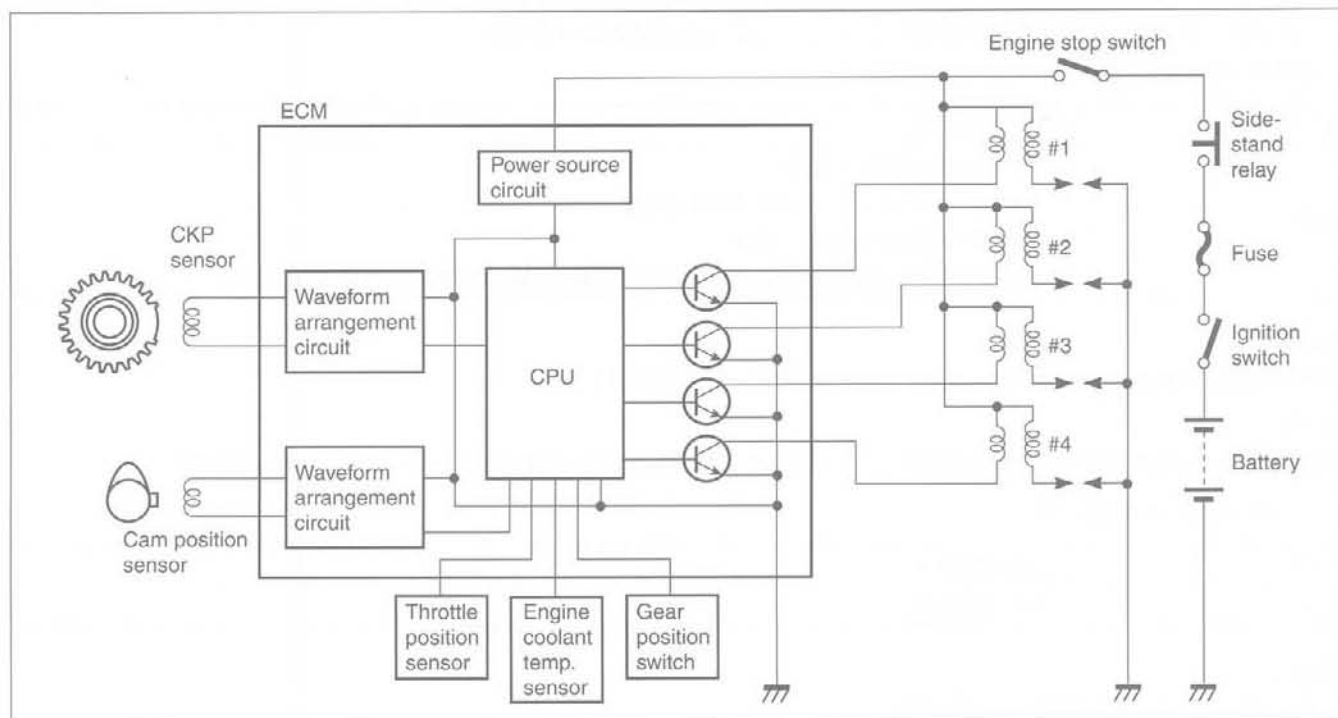 Engine stop switch
ECM
Side-
stand
relay
#1
Power source
circuit
CKP
sensor
#2
Fuse
Waveform
arrangement
circuit
CPU
#3
Ignition
switch
#4
Battery
Waveform
arrangement
circuit
Cam position
sensor
Throttle
position
sensor
Engine
coolant
temp.
sensor
Gear
position
switch